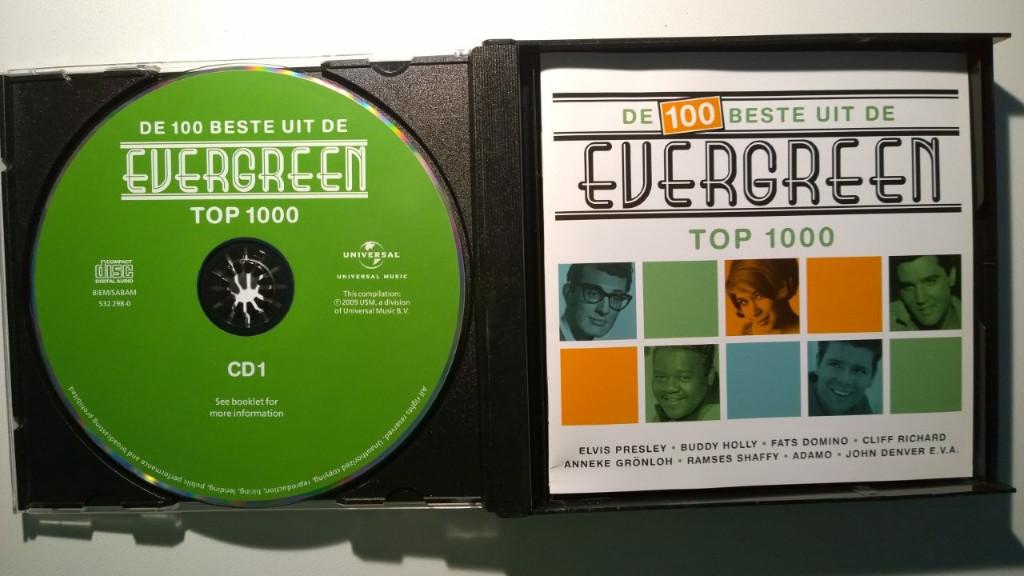 DE 100 BESTE UIT DE
EVERGREEN
TOP 1000
COMPACT
disc
DIGITAL AUDIO
BIEM/SABAM
532 298-0
UNIVERSAL
UNIVERSAL MUSIC
This compilation:
Ⓟ©2009 USM, a division
of Universal Music B.V.
CD 1
See booklet for
more information
All rights reserved. Unauthorized copying, reproduction, hiring, lending, public performance and broadcasting prohibited
DE 100 BESTE UIT DE
EVERGREEN
TOP 1000
ELVIS PRESLEY • BUDDY HOLLY • FATS DOMINO • CLIFF RICHARD
ANNEKE GRÖNLOH • RAMSES SHAFFY • ADAMO • JOHN DENVER E.V.A.